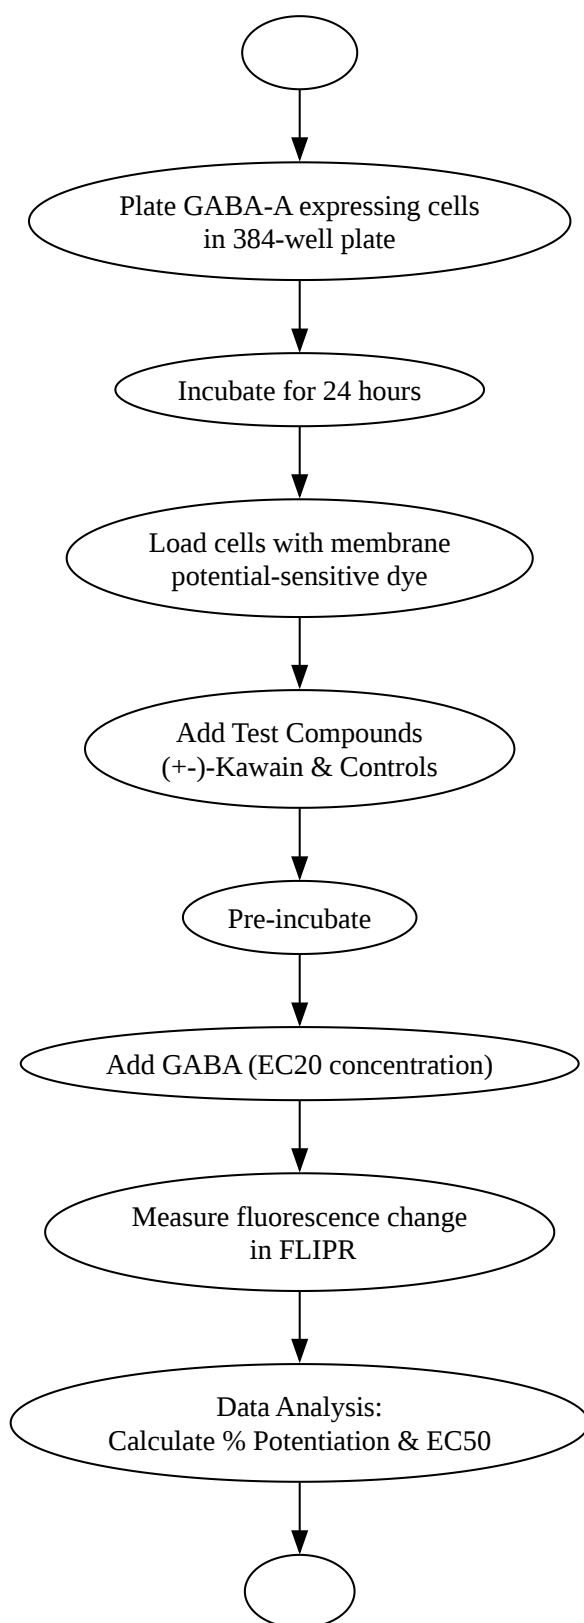 Plate GABA-A expressing cells
in 384-well plate
Incubate for 24 hours
Load cells with membrane
potential-sensitive dye
Add Test Compounds
(+-)-Kawain & Controls
Pre-incubate
Add GABA (EC20 concentration)
Measure fluorescence change
in FLIPR
Data Analysis:
Calculate % Potentiation & EC50